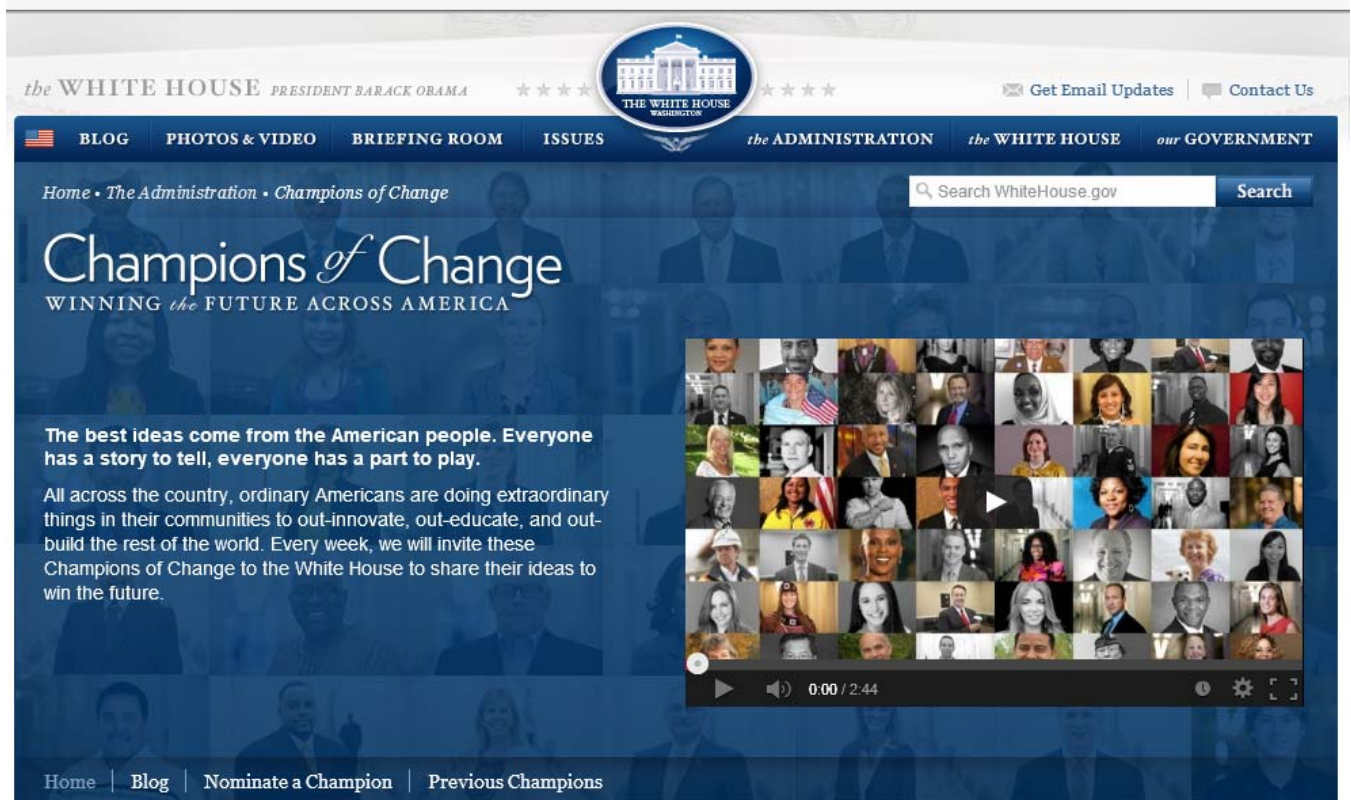 the WHITE HOUSE PRESIDENT BARACK OBAMA
THE WHITE HOUSE
WASHINGTON
Get Email Updates
Contact Us
BLOG
PHOTOS & VIDEO
BRIEFING ROOM
ISSUES
the ADMINISTRATION
the WHITE HOUSE
our GOVERNMENT
Home • The Administration • Champions of Change
Search WhiteHouse.gov
Search
Champions of Change
WINNING the FUTURE ACROSS AMERICA
The best ideas come from the American people. Everyone
has a story to tell, everyone has a part to play.
All across the country, ordinary Americans are doing extraordinary
things in their communities to out-innovate, out-educate, and out-
build the rest of the world. Every week, we will invite these
Champions of Change to the White House to share their ideas to
win the future.
0:00 / 2:44
Home | Blog | Nominate a Champion | Previous Champions